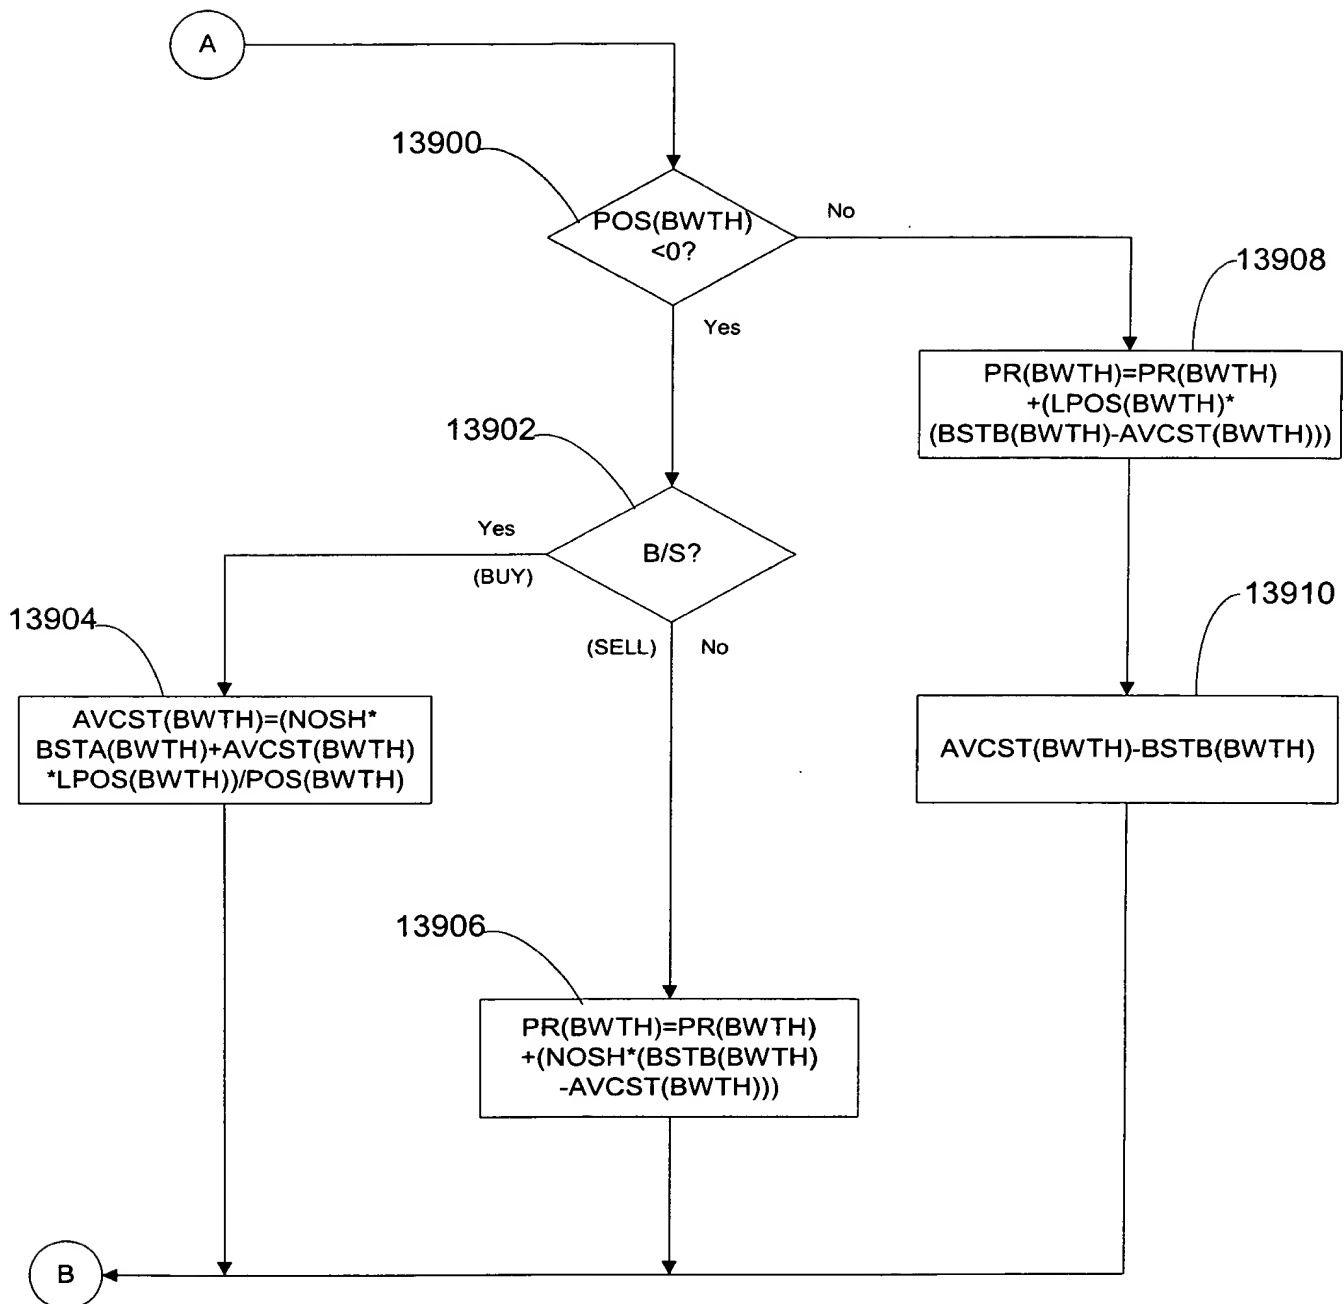 A
13900
POS(BWTH)
<0?
No
13908
Yes
PR(BWTH)=PR(BWTH)
+(LPOS(BWTH)*
(BSTB(BWTH)-AVCST(BWTH)))
13902
Yes
B/S?
(BUY)
13910
13904
(SELL) No
AVCST(BWTH)=(NOSH*
BSTA(BWTH)+AVCST(BWTH)
*LPOS(BWTH))/POS(BWTH)
AVCST(BWTH)-BSTB(BWTH)
13906
PR(BWTH)=PR(BWTH)
+(NOSH*(BSTB(BWTH)
-AVCST(BWTH)))
B